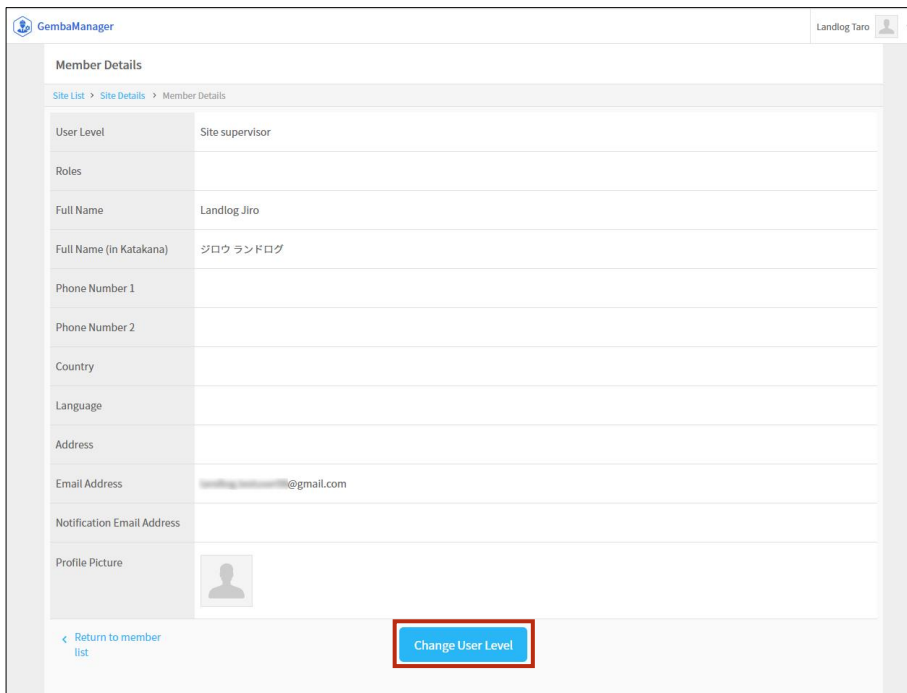 GembaManager
Landlog Taro
Member Details
Site List > Site Details > Member Details
User Level Site supervisor
Roles
Full Name Landlog Jiro
Full Name (in Katakana) ジロウ ランドログ
Phone Number 1
Phone Number 2
Country
Language
Address
Email Address @gmail.com
Notification Email Address
Profile Picture
< Return to member
list
Change User Level